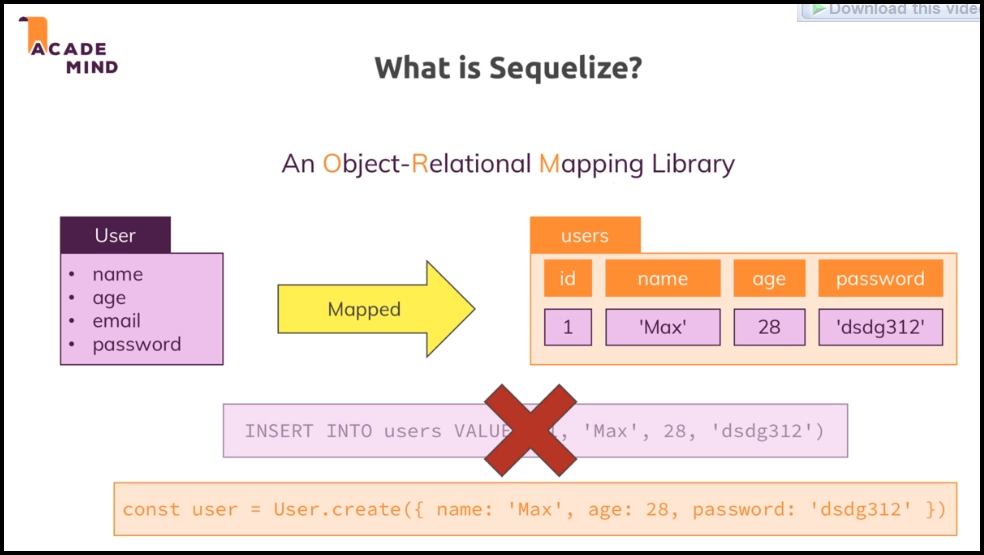 Download this vide
ACADE
MIND
What is Sequelize?
An Object-Relational Mapping Library
User
• name
• age
• email
• password
Mapped
users
id name age password
1 'Max' 28 'dsdg312'
INSERT INTO users VALUE 1, 'Max', 28, 'dsdg312')
const user = User.create({ name: 'Max', age: 28, password: 'dsdg312' })